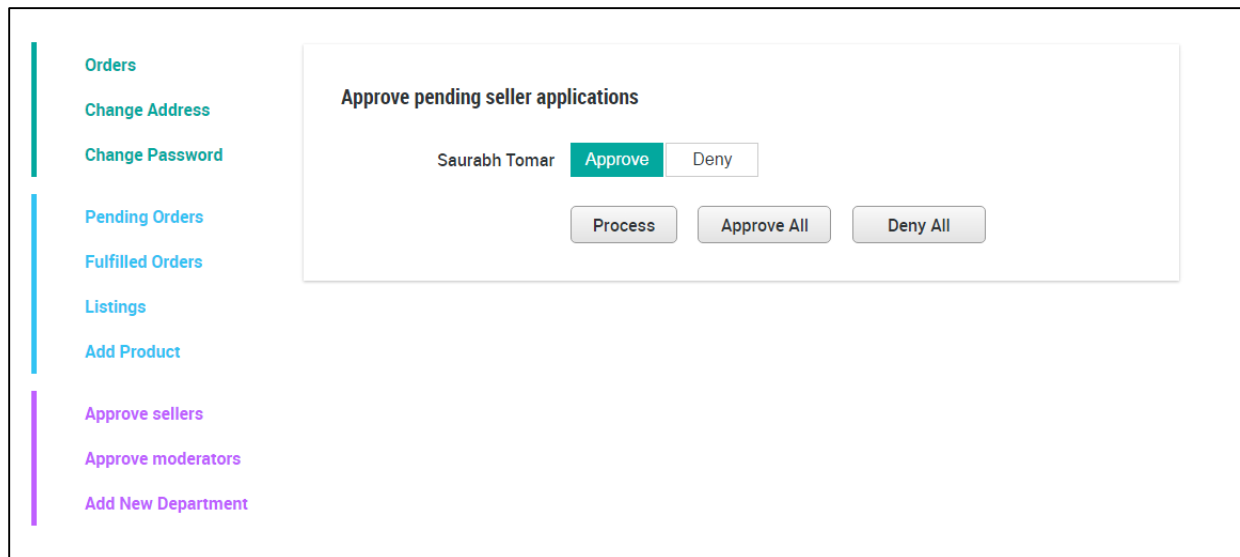 Orders
Change Address
Change Password
Pending Orders
Fulfilled Orders
Listings
Add Product
Approve sellers
Approve moderators
Add New Department
Approve pending seller applications
Saurabh Tomar Approve Deny
Process Approve All Deny All